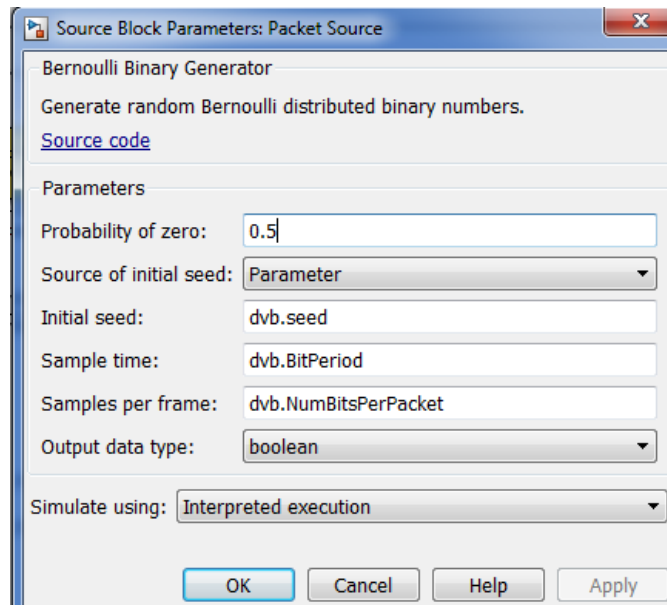 Source Block Parameters: Packet Source
Bernoulli Binary Generator
Generate random Bernoulli distributed binary numbers.
Source code
Parameters
Probability of zero: 0.5
Source of initial seed: Parameter
Initial seed: dvb.seed
Sample time: dvb.BitPeriod
Samples per frame: dvb.NumBitsPerPacket
Output data type: boolean
Simulate using: Interpreted execution
OK Cancel Help Apply